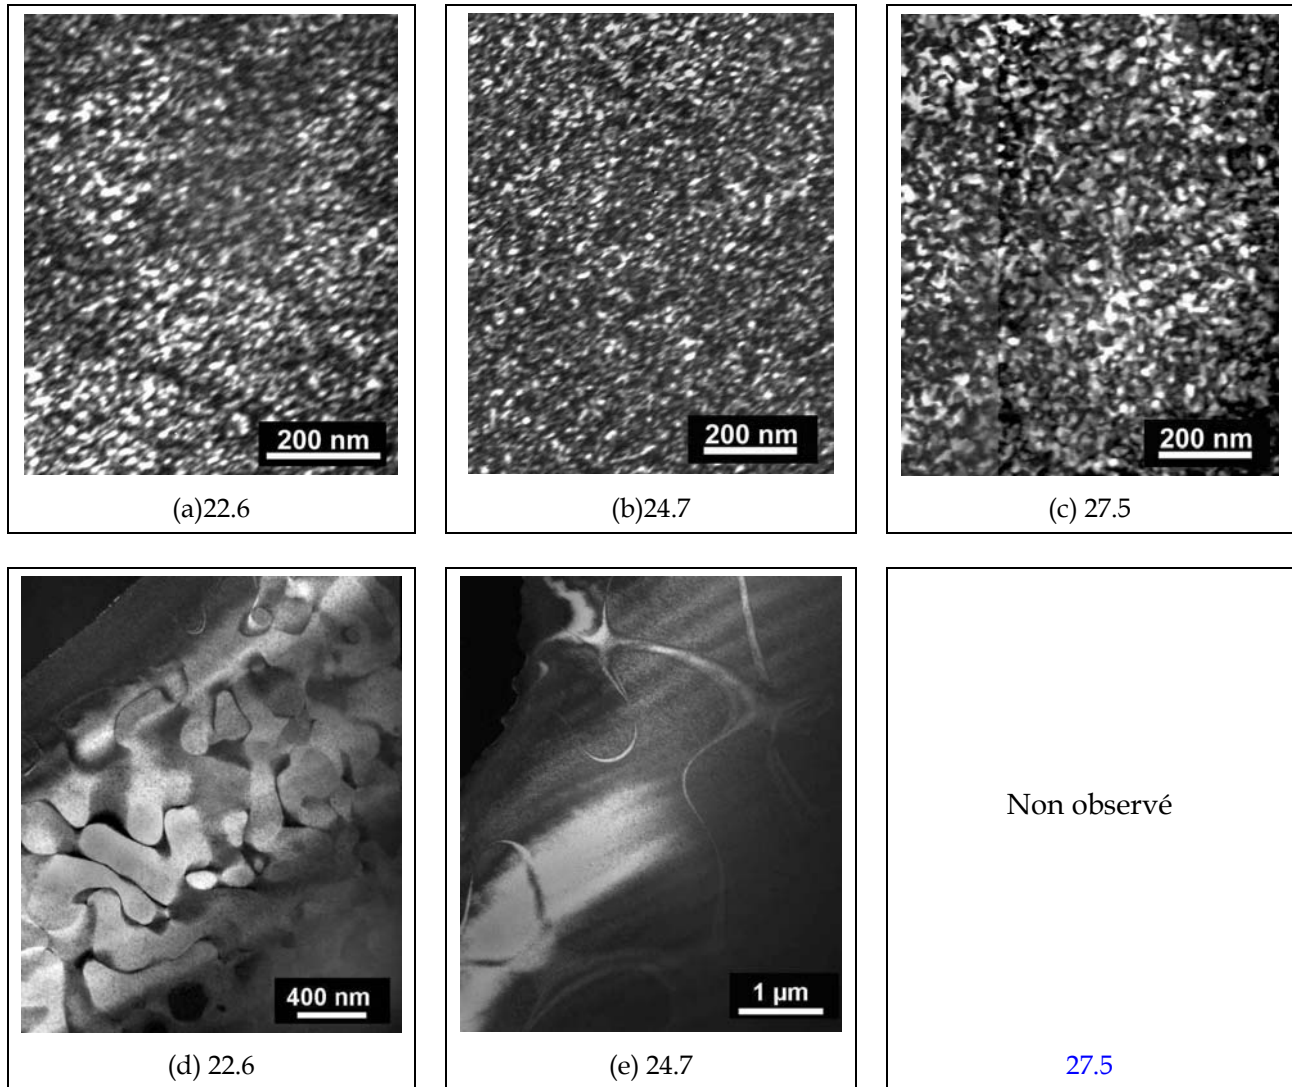 200 nm
200 nm
200 nm
(a)22.6
(b)24.7
(c) 27.5
Non observé
400 nm
1 µm
(d) 22.6
(e) 24.7
27.5